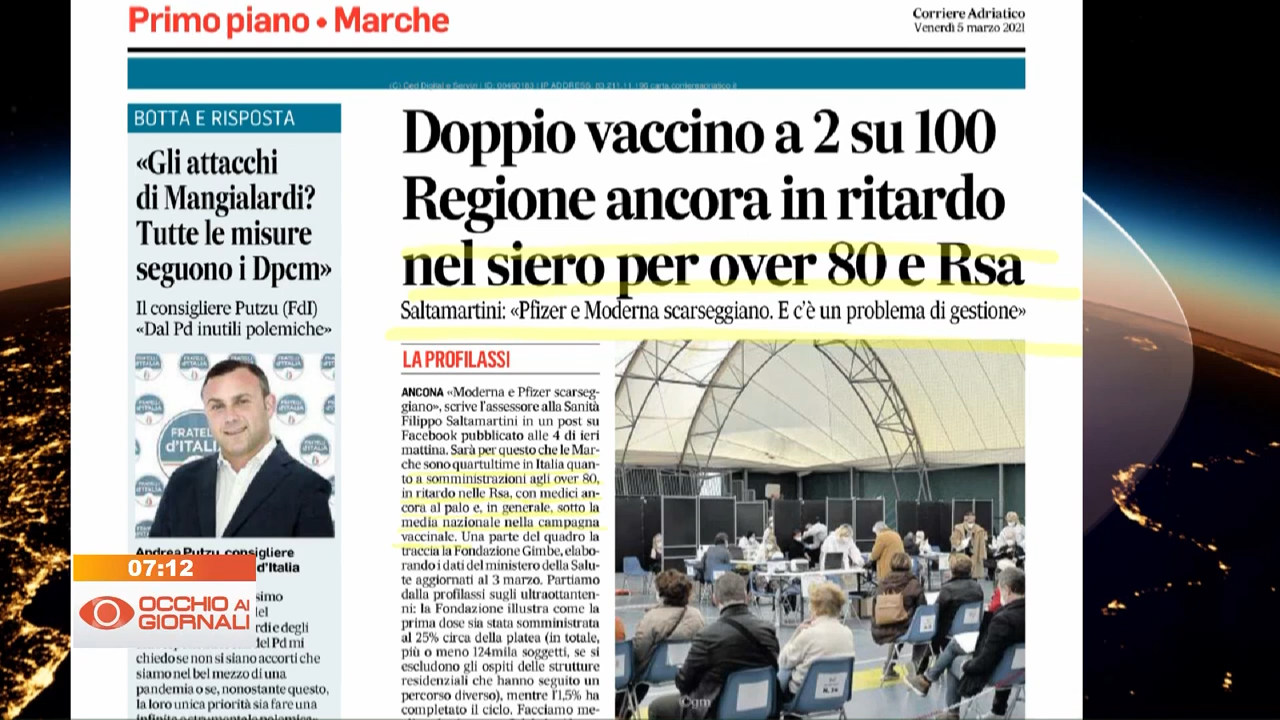 Primo piano • Marche
Corriere Adriatico
Venerdì 5 marzo 2021
BOTTA E RISPOSTA
«Gli attacchi
di Mangialardi?
Tutte le misure
seguono i Dpcm»
Il consigliere Putzu (FdI)
«Dal Pd inutili polemiche»
FRATELLI
d'ITALIA
Andrea Putzu, consigliere
d'Italia
07:12
OCCHIO AI
GIORNALI
simo
del
rdi e degli
del Pd mi
chiedo se non si siano accorti che
siamo nel bel mezzo di una
pandemia o se, nonostante questo,
la loro unica priorità sia fare una
Doppio vaccino a 2 su 100
Regione ancora in ritardo
nel siero per over 80 e Rsa
Saltamartini: «Pfizer e Moderna scarseggiano. E c'è un problema di gestione»
LA PROFILASSI
ANCONA «Moderna e Pfizer scarseg-
giano», scrive l'assessore alla Sanità
Filippo Saltamartini in un post su
Facebook pubblicato alle 4 di ieri
mattina. Sarà per questo che le Mar-
che sono quartultime in Italia quan-
to a somministrazioni agli over 80,
in ritardo nelle Rsa, con medici an-
cora al palo e, in generale, sotto la
media nazionale nella campagna
vaccinale. Una parte del quadro la
traccia la Fondazione Gimbe, elabo-
rando i dati del ministero della Salu-
te aggiornati al 3 marzo. Partiamo
dalla profilassi sugli ultraottanten-
ni: la Fondazione illustra come la
prima dose sia stata somministrata
al 25% circa della platea (in totale,
più o meno 124mila soggetti, se si
escludono gli ospiti delle strutture
residenziali che hanno seguito un
percorso diverso), mentre l'1,5% ha
completato il ciclo. Facciamo me-